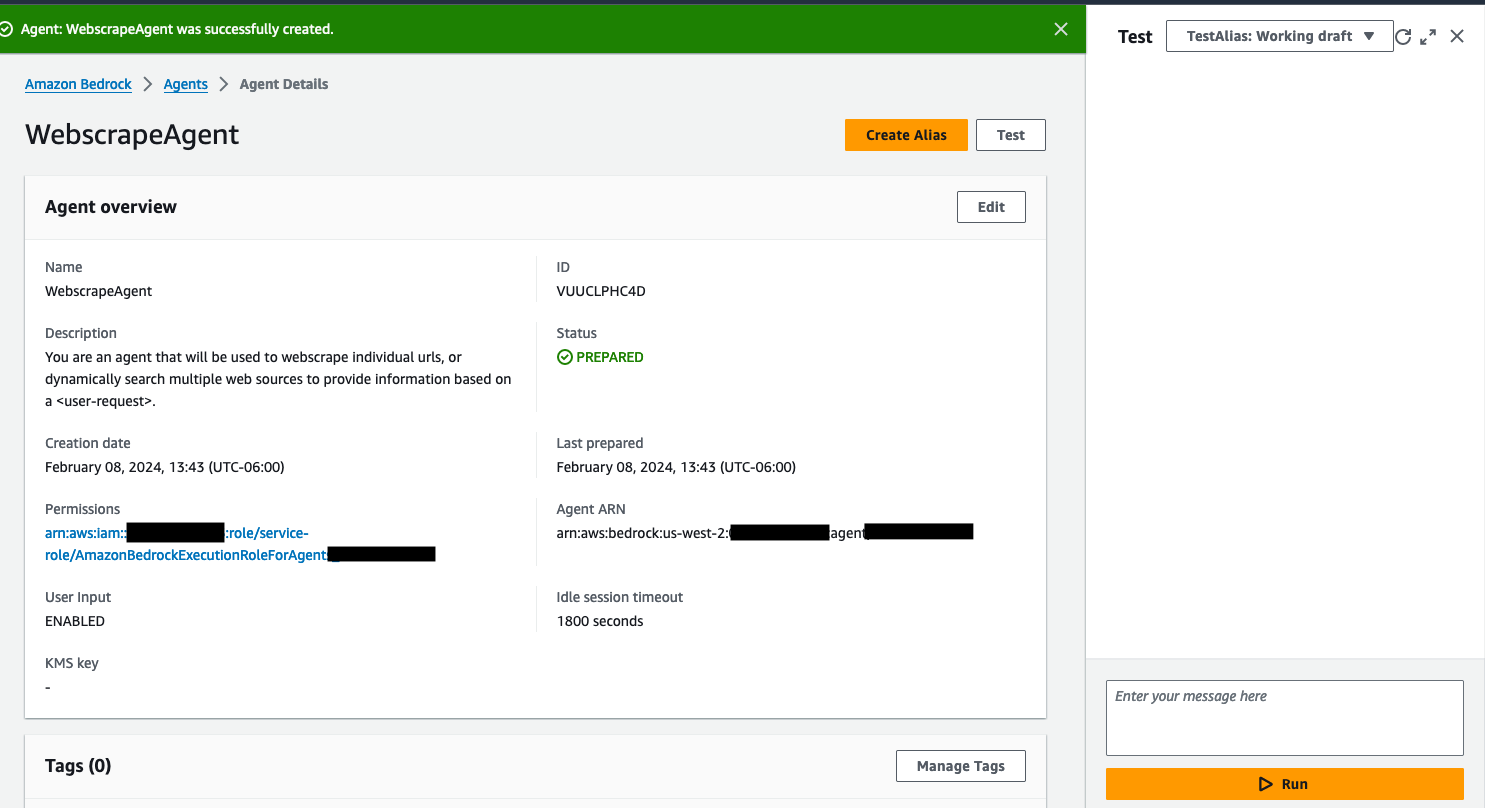 Agent: WebscrapeAgent was successfully created.
Test
TestAlias: Working draft
Amazon Bedrock
Agents
Agent Details
WebscrapeAgent
Create Alias
Test
Agent overview
Edit
Name
WebscrapeAgent
ID
VUUCLPHC4D
Description
You are an agent that will be used to webscrape individual urls, or
dynamically search multiple web sources to provide information based on
a <user-request>.
Status
PREPARED
Creation date
February 08, 2024, 13:43 (UTC-06:00)
Last prepared
February 08, 2024, 13:43 (UTC-06:00)
Permissions
arn:aws:iam:: :role/service-
role/AmazonBedrockExecutionRoleForAgents_
Agent ARN
arn:aws:bedrock:us-west-2: agent
User Input
ENABLED
Idle session timeout
1800 seconds
KMS key
-
Tags (0)
Manage Tags
Enter your message here
Run